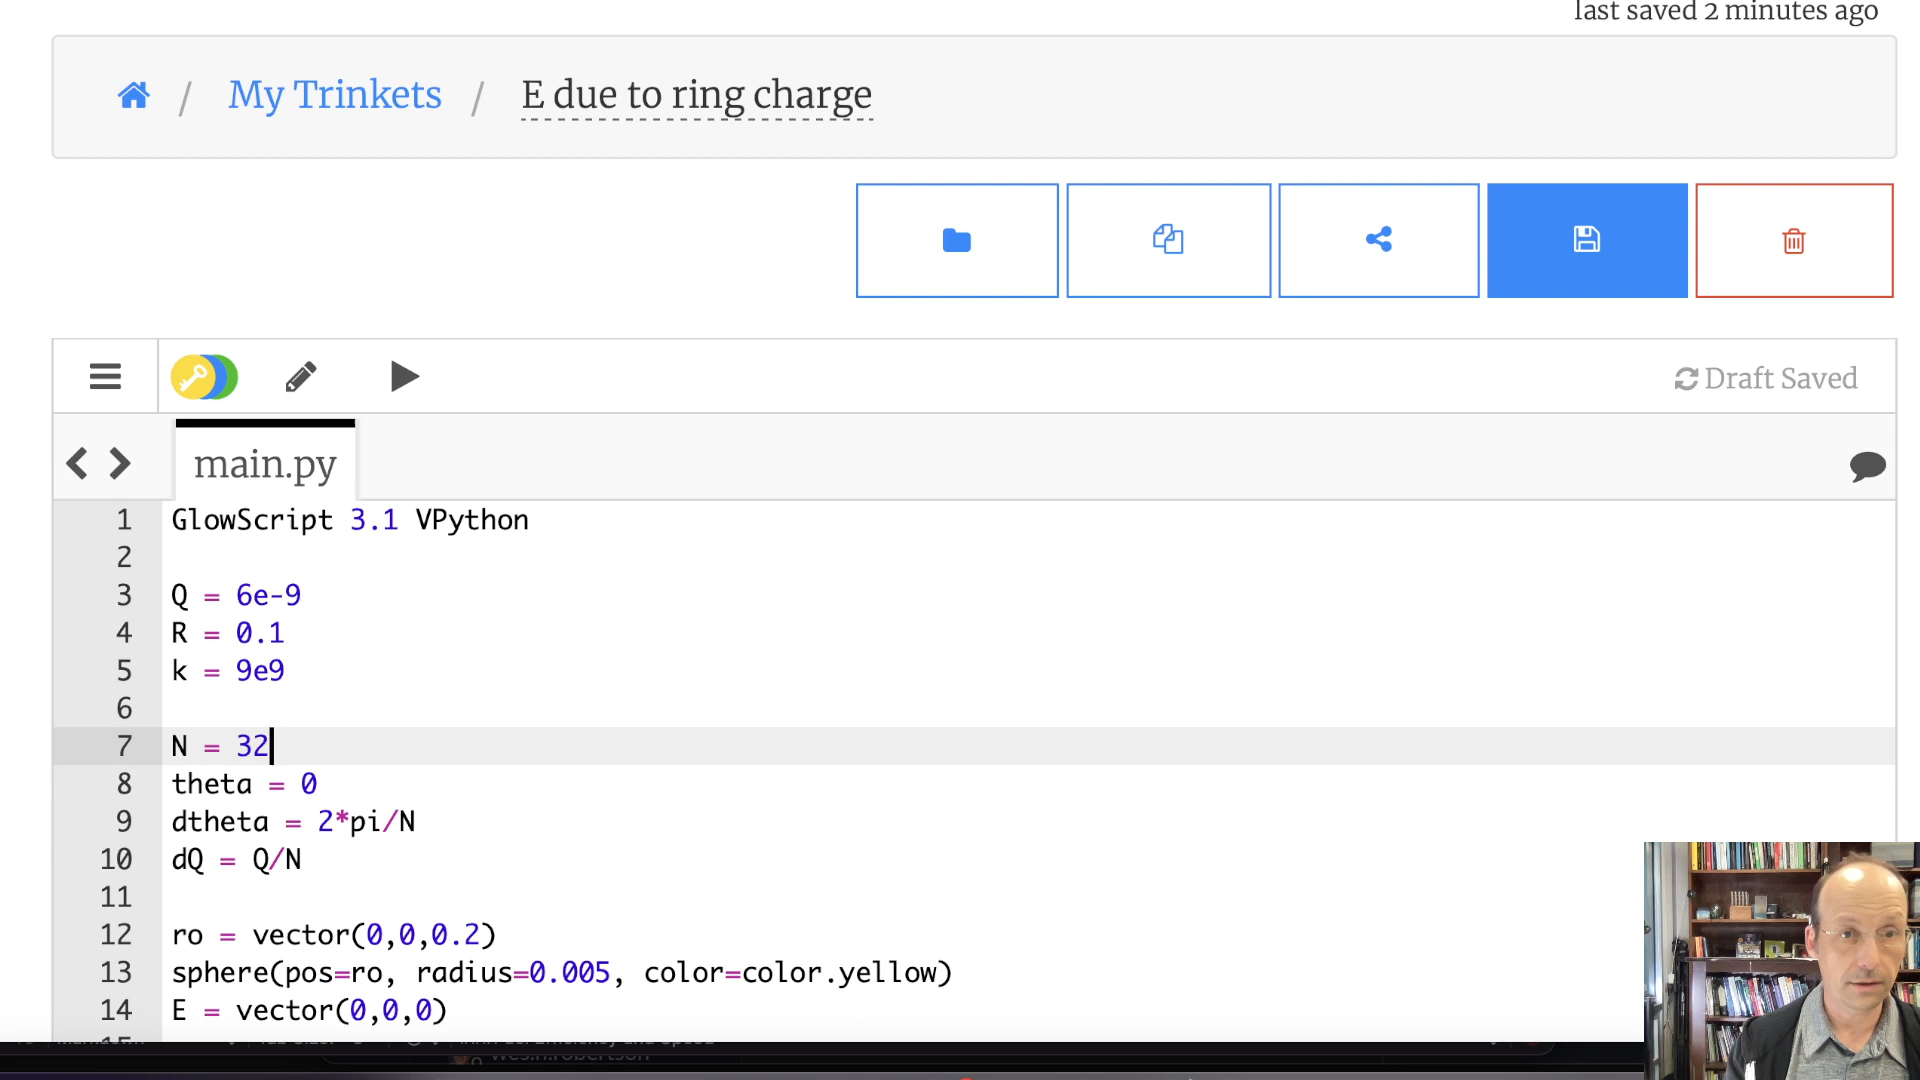 last saved 2 minutes ago
/ My Trinkets / E due to ring charge
Draft Saved
main.py
1 GlowScript 3.1 VPython
2
3 Q = 6e-9
4 R = 0.1
5 k = 9e9
6
7 N = 32
8 theta = 0
9 dtheta = 2*pi/N
10 dQ = Q/N
11
12 ro = vector(0,0,0.2)
13 sphere(pos=ro, radius=0.005, color=color.yellow)
14 E = vector(0,0,0)
15